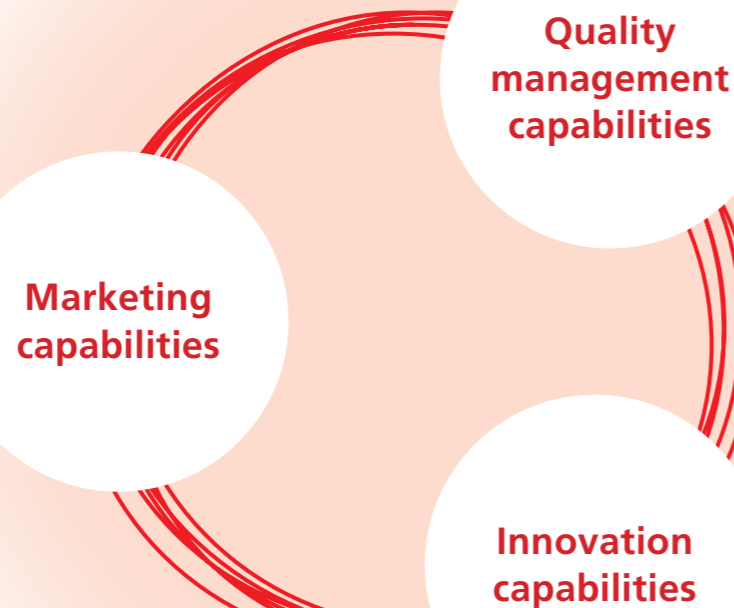 Quality
management
capabilities
Marketing
capabilities
Innovation
capabilities